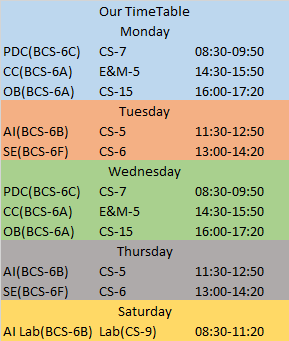 Our TimeTable
Monday
PDC(BCS-6C) CS-7 08:30-09:50
CC(BCS-6A) E&M-5 14:30-15:50
OB(BCS-6A) CS-15 16:00-17:20
Tuesday
AI(BCS-6B) CS-5 11:30-12:50
SE(BCS-6F) CS-6 13:00-14:20
Wednesday
PDC(BCS-6C) CS-7 08:30-09:50
CC(BCS-6A) E&M-5 14:30-15:50
OB(BCS-6A) CS-15 16:00-17:20
Thursday
AI(BCS-6B) CS-5 11:30-12:50
SE(BCS-6F) CS-6 13:00-14:20
Saturday
AI Lab(BCS-6B) Lab(CS-9) 08:30-11:20